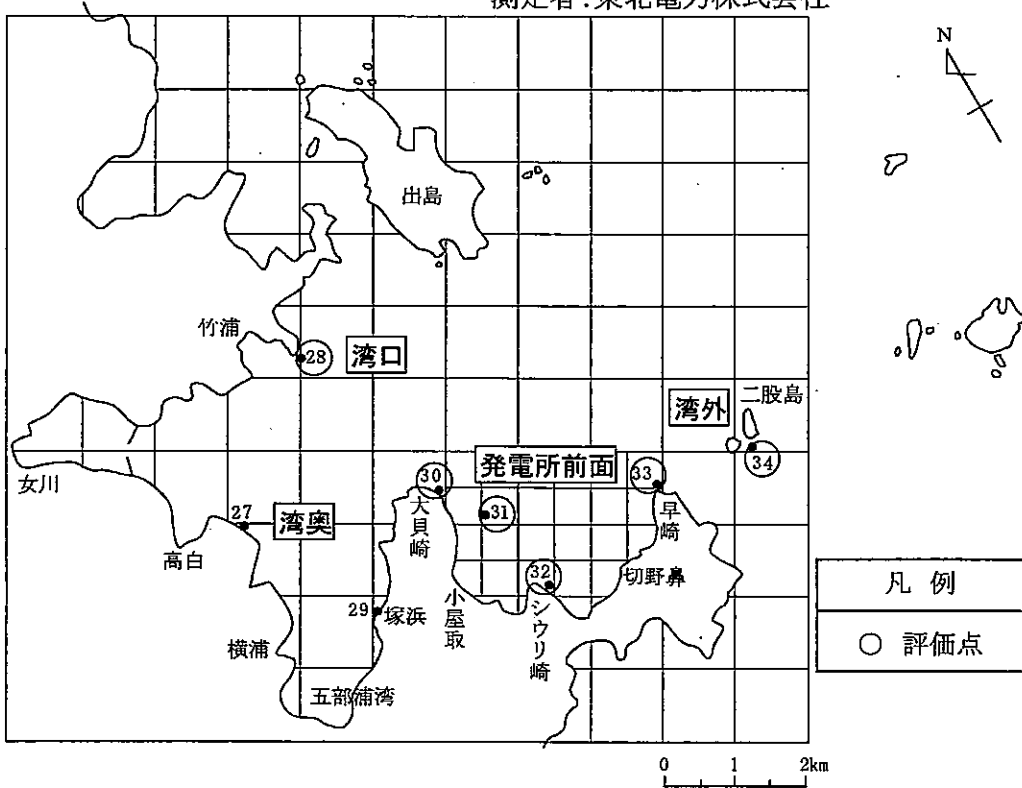 測定者:東北電力株式会社
N
出島
竹浦
28
湾口
二股島
湾外
発電所前面
30
33
34
女川
31
27
湾奥
大貝崎
早崎
高白
32
切野鼻
29
塚浜
小屋取
シウリ崎
横浦
五部浦湾
凡例
○ 評価点
0 1 2km